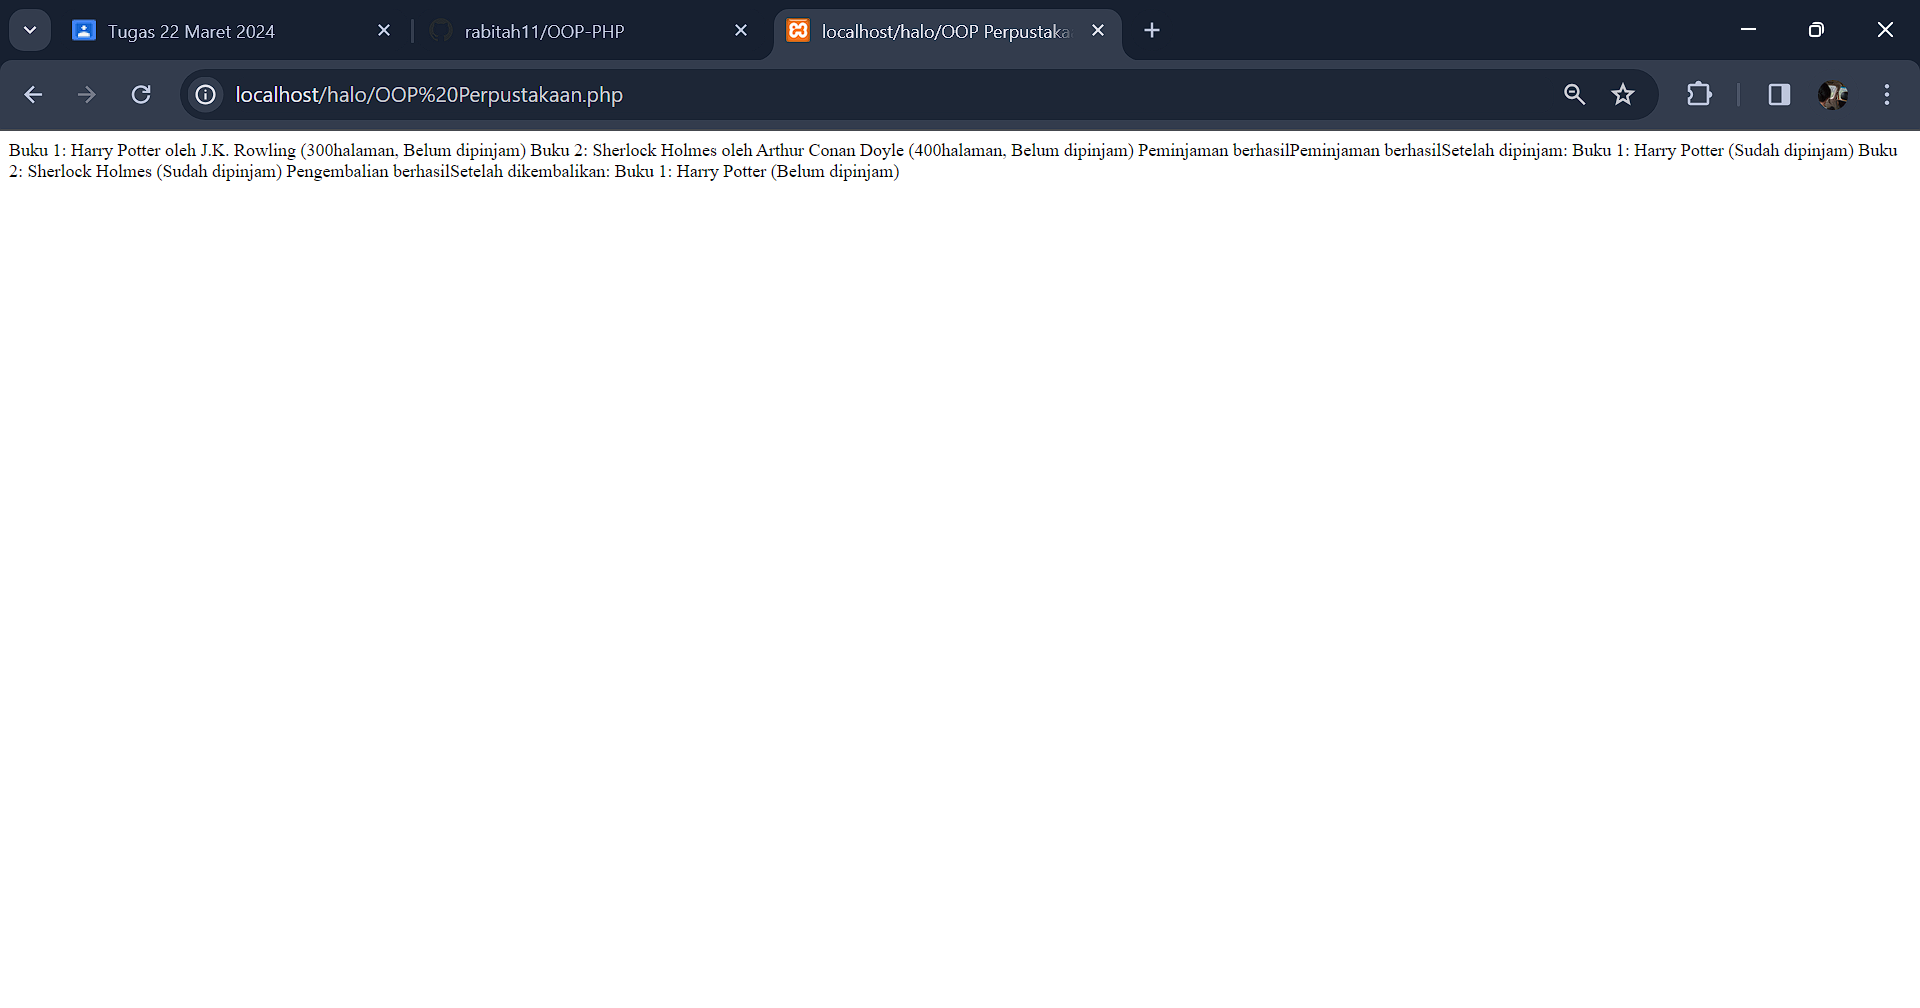 Tugas 22 Maret 2024
rabitah11/OOP-PHP
localhost/halo/OOP Perpustaka
localhost/halo/OOP%20Perpustakaan.php
Buku 1: Harry Potter oleh J.K. Rowling (300halaman, Belum dipinjam) Buku 2: Sherlock Holmes oleh Arthur Conan Doyle (400halaman, Belum dipinjam) Peminjaman berhasilPeminjaman berhasilSetelah dipinjam: Buku 1: Harry Potter (Sudah dipinjam) Buku
2: Sherlock Holmes (Sudah dipinjam) Pengembalian berhasilSetelah dikembalikan: Buku 1: Harry Potter (Belum dipinjam)